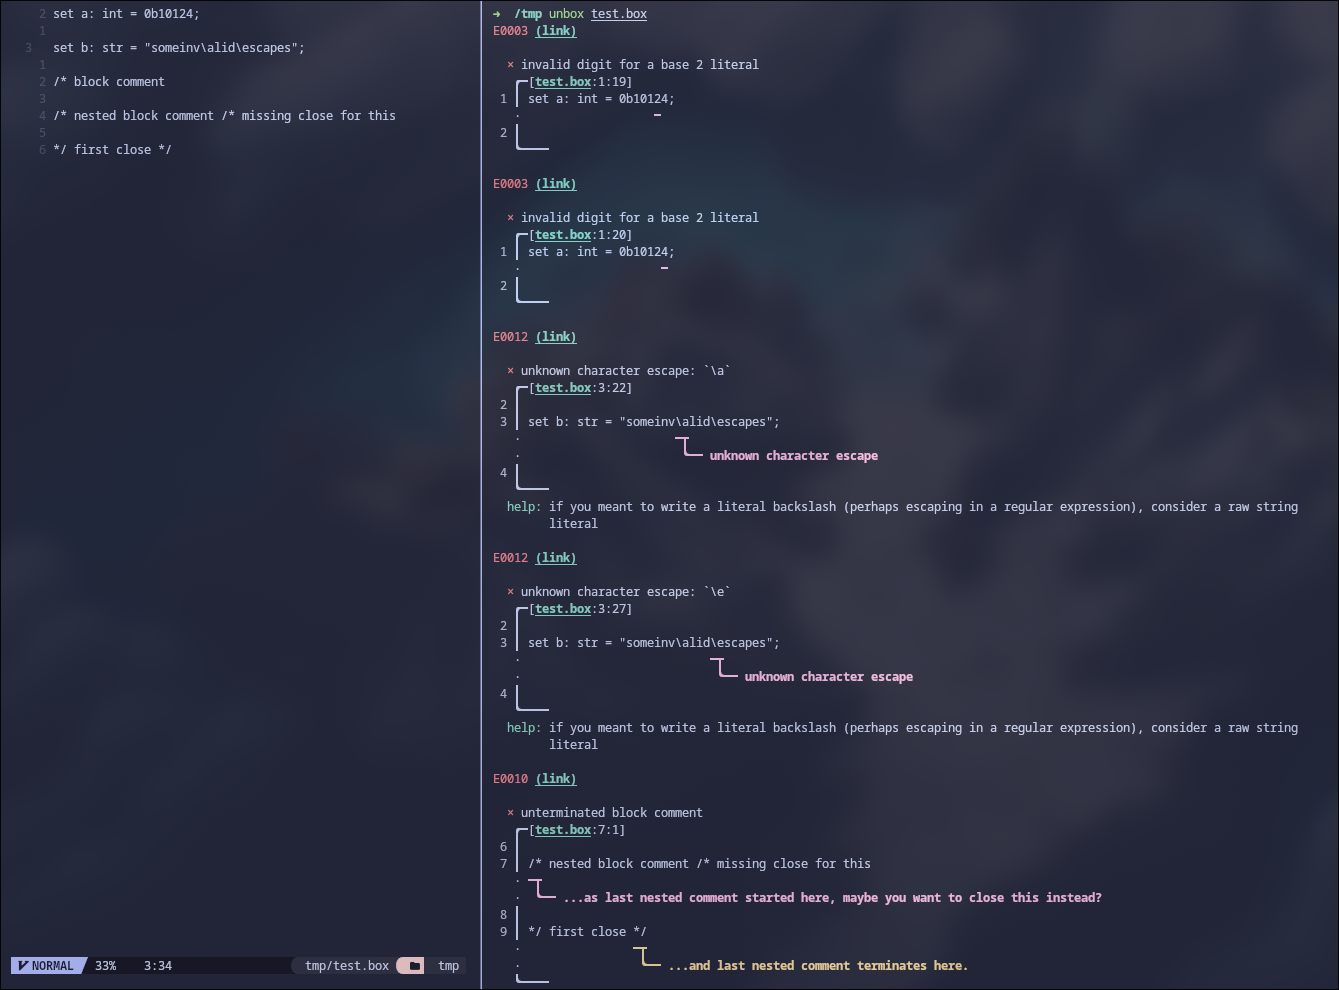 2 set a: int = 0b10124;
1
3 set b: str = "someinv\alid\escapes";
1
2 /* block comment
3
4 /* nested block comment /* missing close for this
5
6 */ first close */
NORMAL 33% 3:34 tmp/test.box tmp
➜ /tmp unbox test.box
E0003 (link)
× invalid digit for a base 2 literal
[test.box:1:19]
1 set a: int = 0b10124;
2
E0003 (link)
× invalid digit for a base 2 literal
[test.box:1:20]
1 set a: int = 0b10124;
2
E0012 (link)
× unknown character escape: `\a`
[test.box:3:22]
2
3 set b: str = "someinv\alid\escapes";
unknown character escape
4
help: if you meant to write a literal backslash (perhaps escaping in a regular expression), consider a raw string
literal
E0012 (link)
× unknown character escape: `\e`
[test.box:3:27]
2
3 set b: str = "someinv\alid\escapes";
unknown character escape
4
help: if you meant to write a literal backslash (perhaps escaping in a regular expression), consider a raw string
literal
E0010 (link)
× unterminated block comment
[test.box:7:1]
6
7 /* nested block comment /* missing close for this
...as last nested comment started here, maybe you want to close this instead?
8
9 */ first close */
...and last nested comment terminates here.